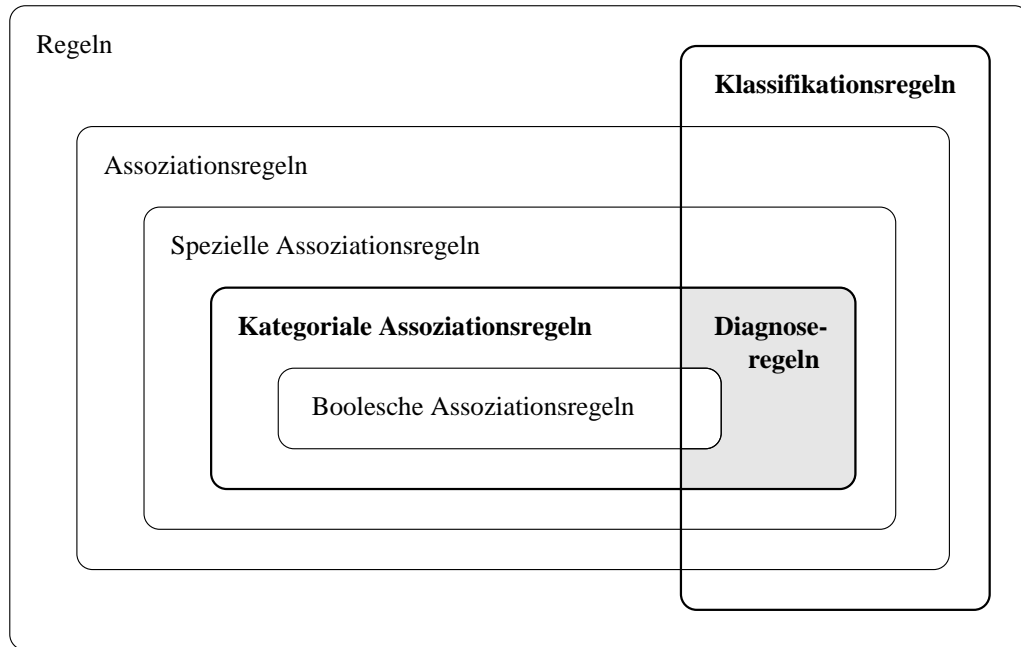 Regeln
Klassifikationsregeln
Assoziationsregeln
Spezielle Assoziationsregeln
Kategoriale Assoziationsregeln
Diagnose-
regeln
Boolesche Assoziationsregeln